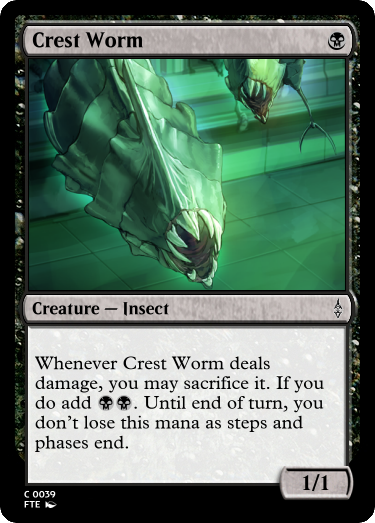 Crest Worm
Creature — Insect
Whenever Crest Worm deals
damage, you may sacrifice it. If you
do add . Until end of turn, you
don't lose this mana as steps and
phases end.
1/1
C 0039
FTE